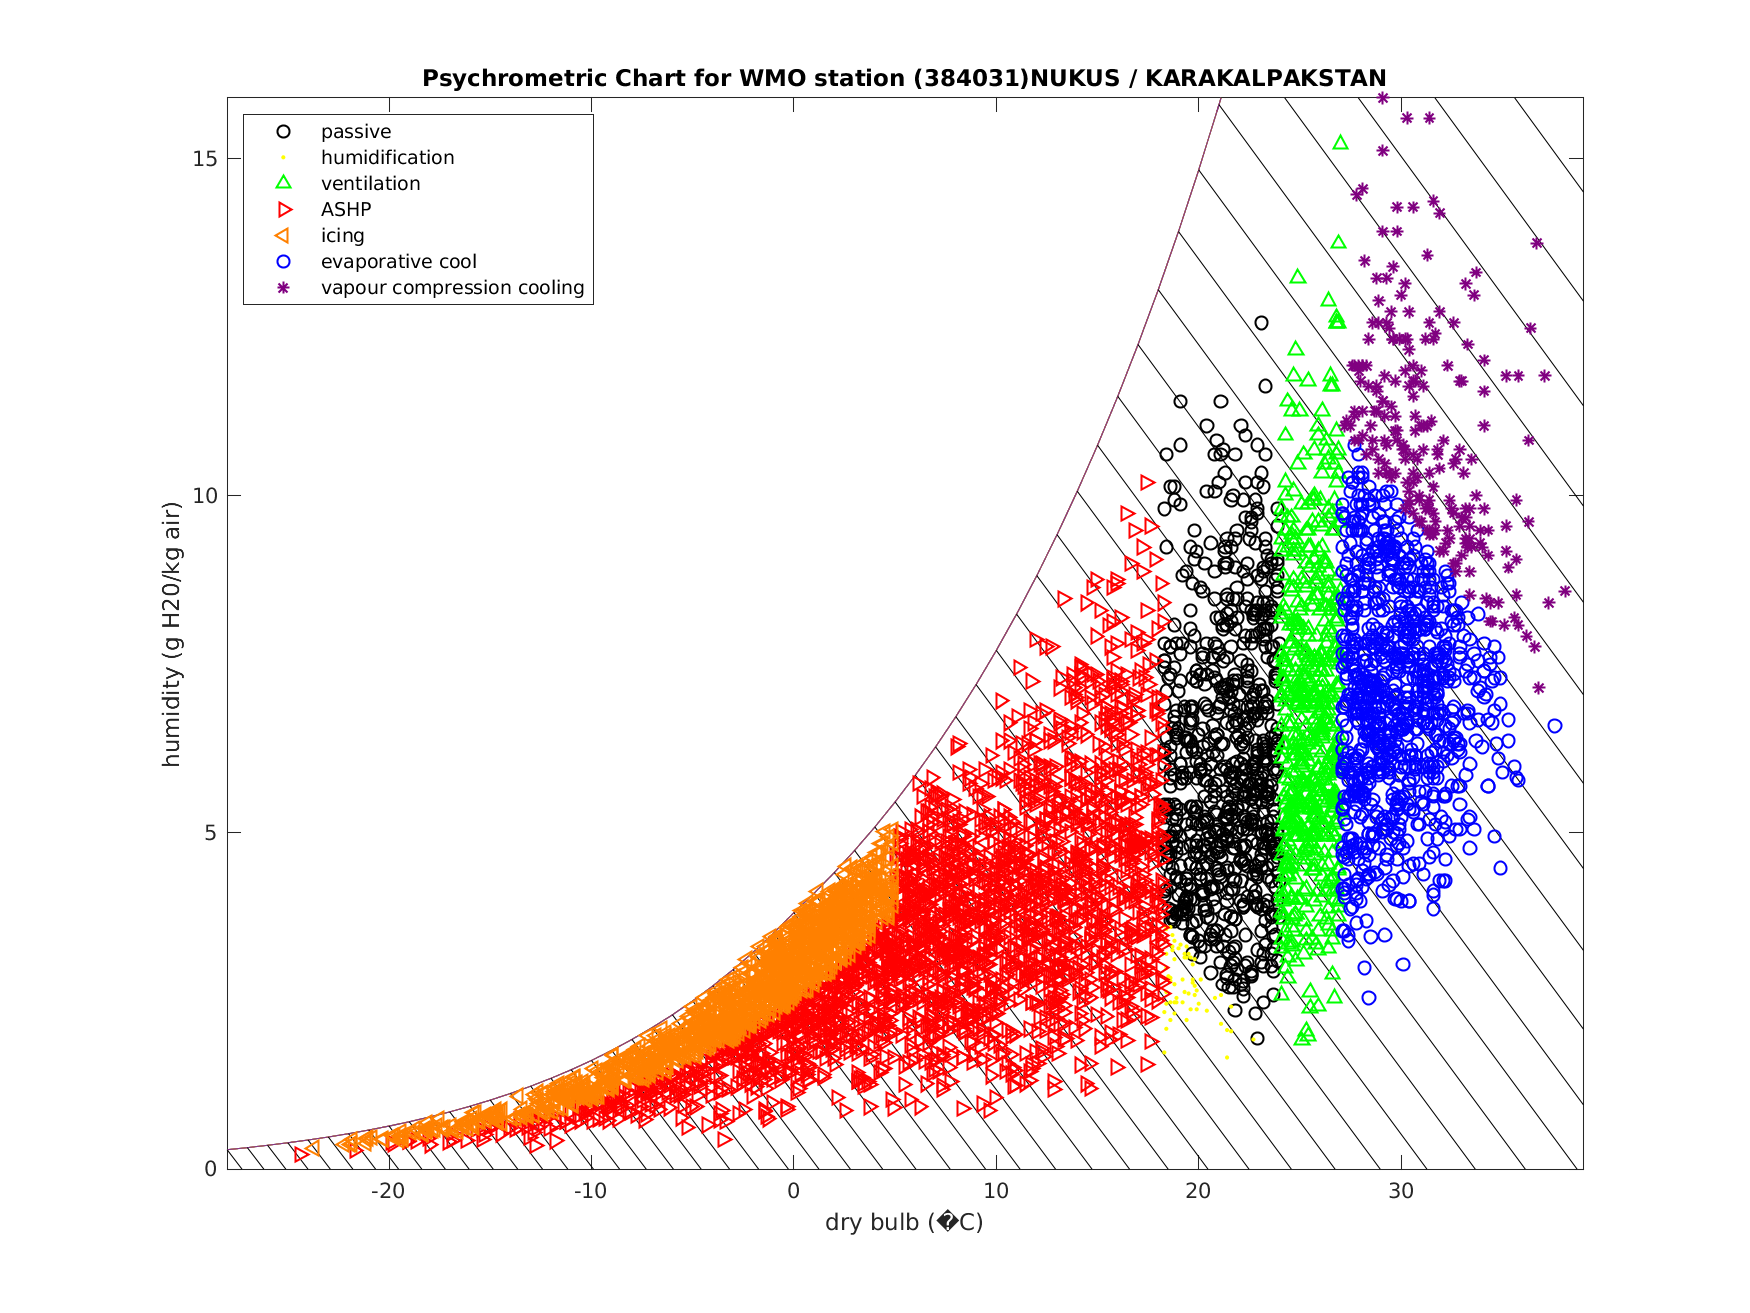 Psychrometric Chart for WMO station (384031)NUKUS / KARAKALPAKSTAN
passive
humidification
ventilation
ASHP
icing
evaporative cool
vapour compression cooling
15
10
5
0
humidity (g H20/kg air)
-20 -10 0 10 20 30
dry bulb (�C)